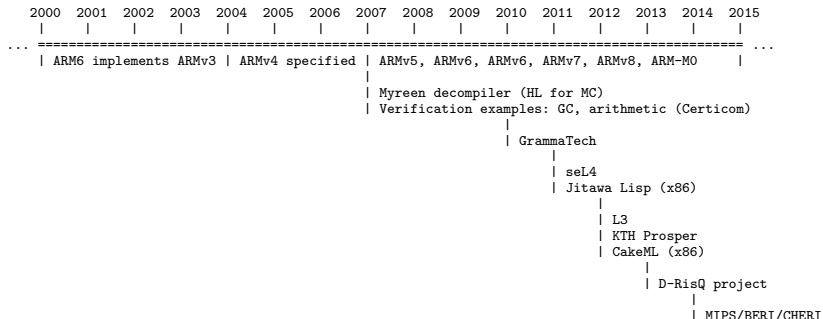 2000 2001 2002 2003 2004 2005 2006 2007 2008 2009 2010 2011 2012 2013 2014 2015
| | | | | | | | | | | | | | | |
... ======================================================================================== ...
| ARM6 implements ARMv3 | ARMv4 specified | ARMv5, ARMv6, ARMv6, ARMv7, ARMv8, ARM-M0 |
|
| Myreen decompiler (HL for MC)
| Verification examples: GC, arithmetic (Certicom)
|
| GrammaTech
|
| seL4
| Jitawa Lisp (x86)
|
| L3
| KTH Prosper
| CakeML (x86)
|
| D-RisQ project
|
| MIPS/BERI/CHERI